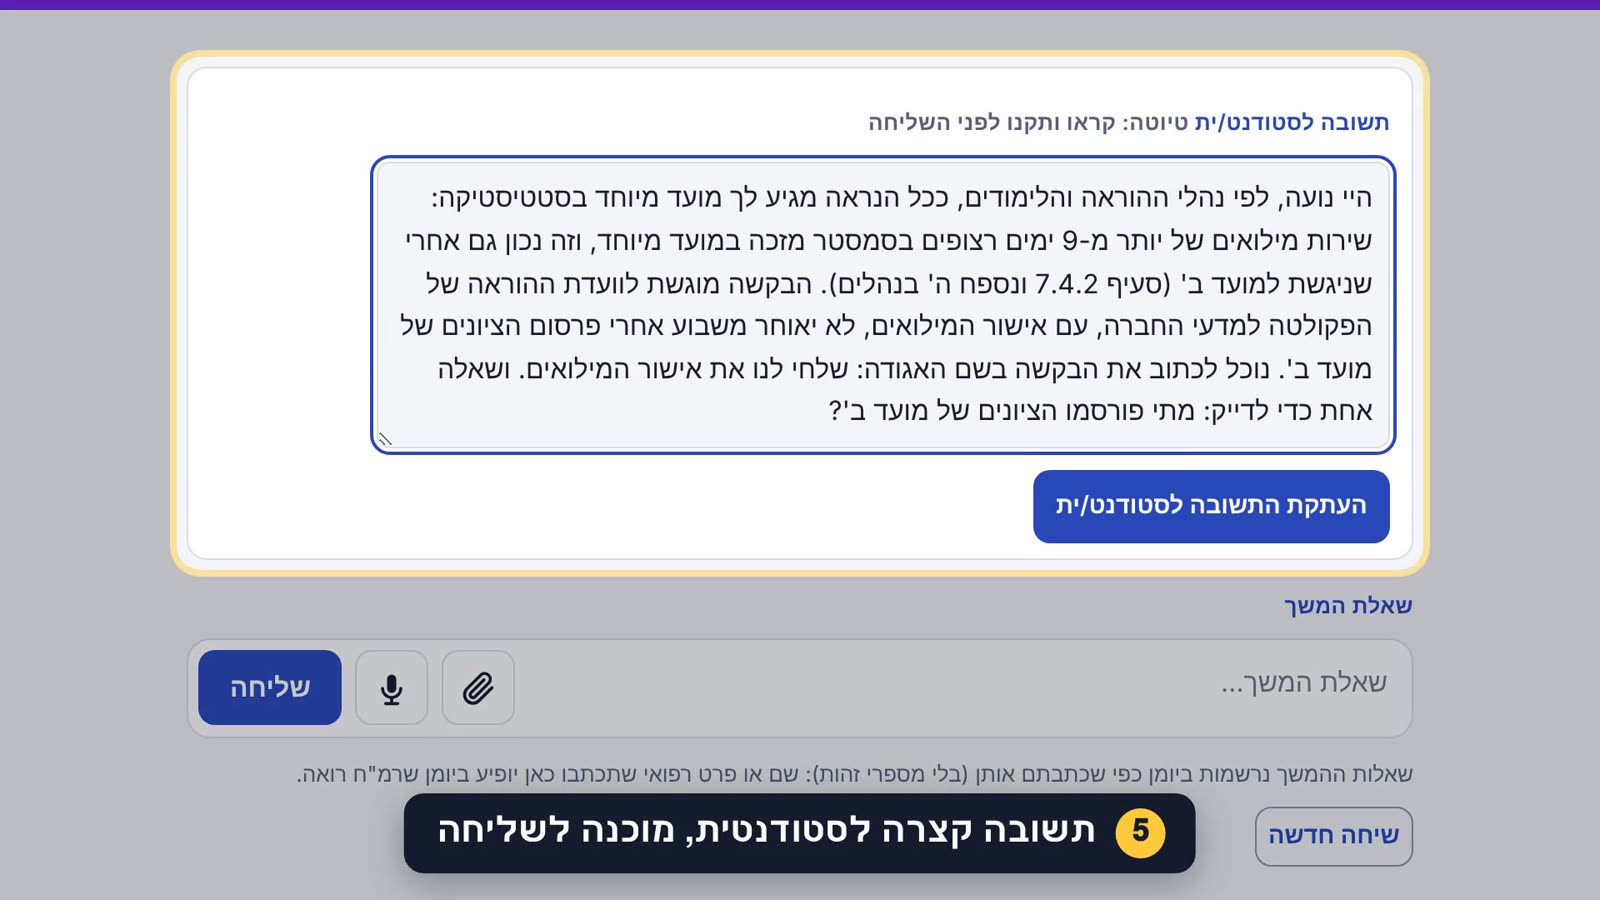 תשובה לסטודנט/ית טיוטה: קראו ותקנו לפני השליחה
היי נועה, לפי נהלי ההוראה והלימודים, ככל הנראה מגיע לך מועד מיוחד בסטטיסטיקה:
שירות מילואים של יותר מ-9 ימים רצופים בסמסטר מזכה במועד מיוחד, וזה נכון גם אחרי
שניגשת למועד ב' (סעיף 7.4.2 ונספח ה' בנהלים). הבקשה מוגשת לוועדת ההוראה של
הפקולטה למדעי החברה, עם אישור המילואים, לא יאוחר משבוע אחרי פרסום הציונים של
מועד ב'. נוכל לכתוב את הבקשה בשם האגודה: שלחי לנו את אישור המילואים. ושאלה
אחת כדי לדייק: מתי פורסמו הציונים של מועד ב'?
העתקת התשובה לסטודנט/ית
שאלת המשך
שאלת המשך...
שליחה
שאלות ההמשך נרשמות ביומן כפי שכתבתם אותן (בלי מספרי זהות): שם או פרט רפואי שתכתבו כאן יופיע ביומן שרמ"ח רואה.
שיחה חדשה
5 תשובה קצרה לסטודנטית, מוכנה לשליחה